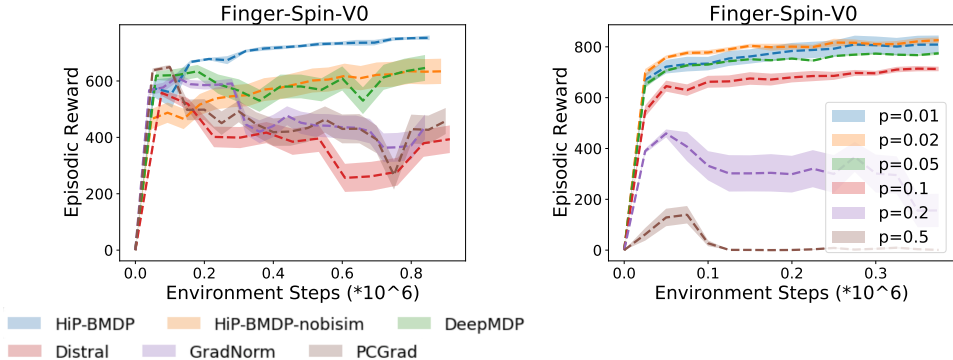 Finger-Spin-V0
Episodic Reward
600
400
200
0
0.0 0.2 0.4 0.6 0.8
Environment Steps (*10^6)
HiP-BMDP HiP-BMDP-nobisim DeepMDP
Distral GradNorm PCGrad
Finger-Spin-V0
Episodic Reward
800
600
400
200
0
0.0 0.1 0.2 0.3
Environment Steps (*10^6)
p=0.01
p=0.02
p=0.05
p=0.1
p=0.2
p=0.5